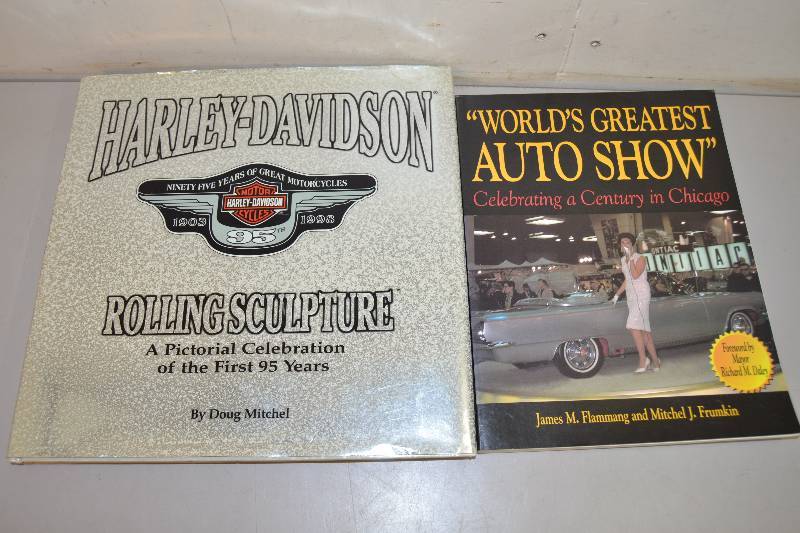 HARLEY-DAVIDSON
NINETY FIVE YEARS OF GREAT MOTORCYCLES
MOTOR
HARLEY-DAVIDSON
CYCLES
1903 1998
95TH
ROLLING SCULPTURE
A Pictorial Celebration
of the First 95 Years
By Doug Mitchel
"WORLD'S GREATEST
AUTO SHOW"
Celebrating a Century in Chicago
PONTIAC
PONTIAC
Foreword by
Mayor
Richard M. Daley
James M. Flammang and Mitchel J. Frumkin